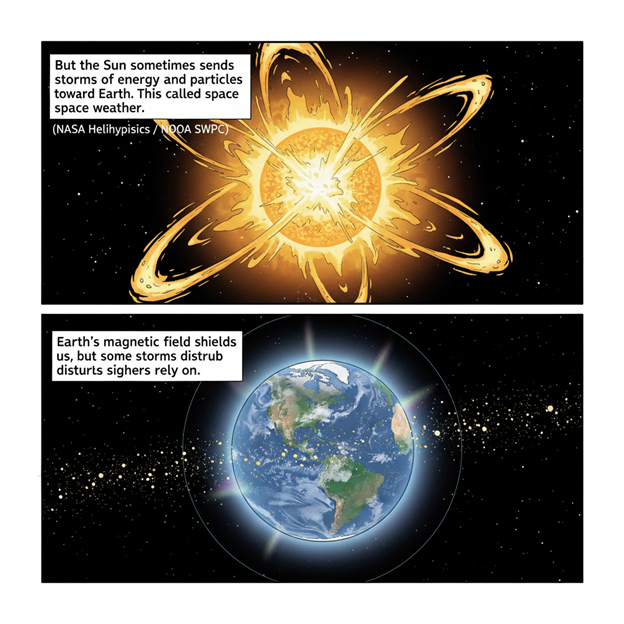 But the Sun sometimes sends
storms of energy and particles
toward Earth. This called space
space weather.
(NASA Helihypisics / NOOA SWPC)
Earth's magnetic field shields
us, but some storms distrub
disturts sighers rely on.